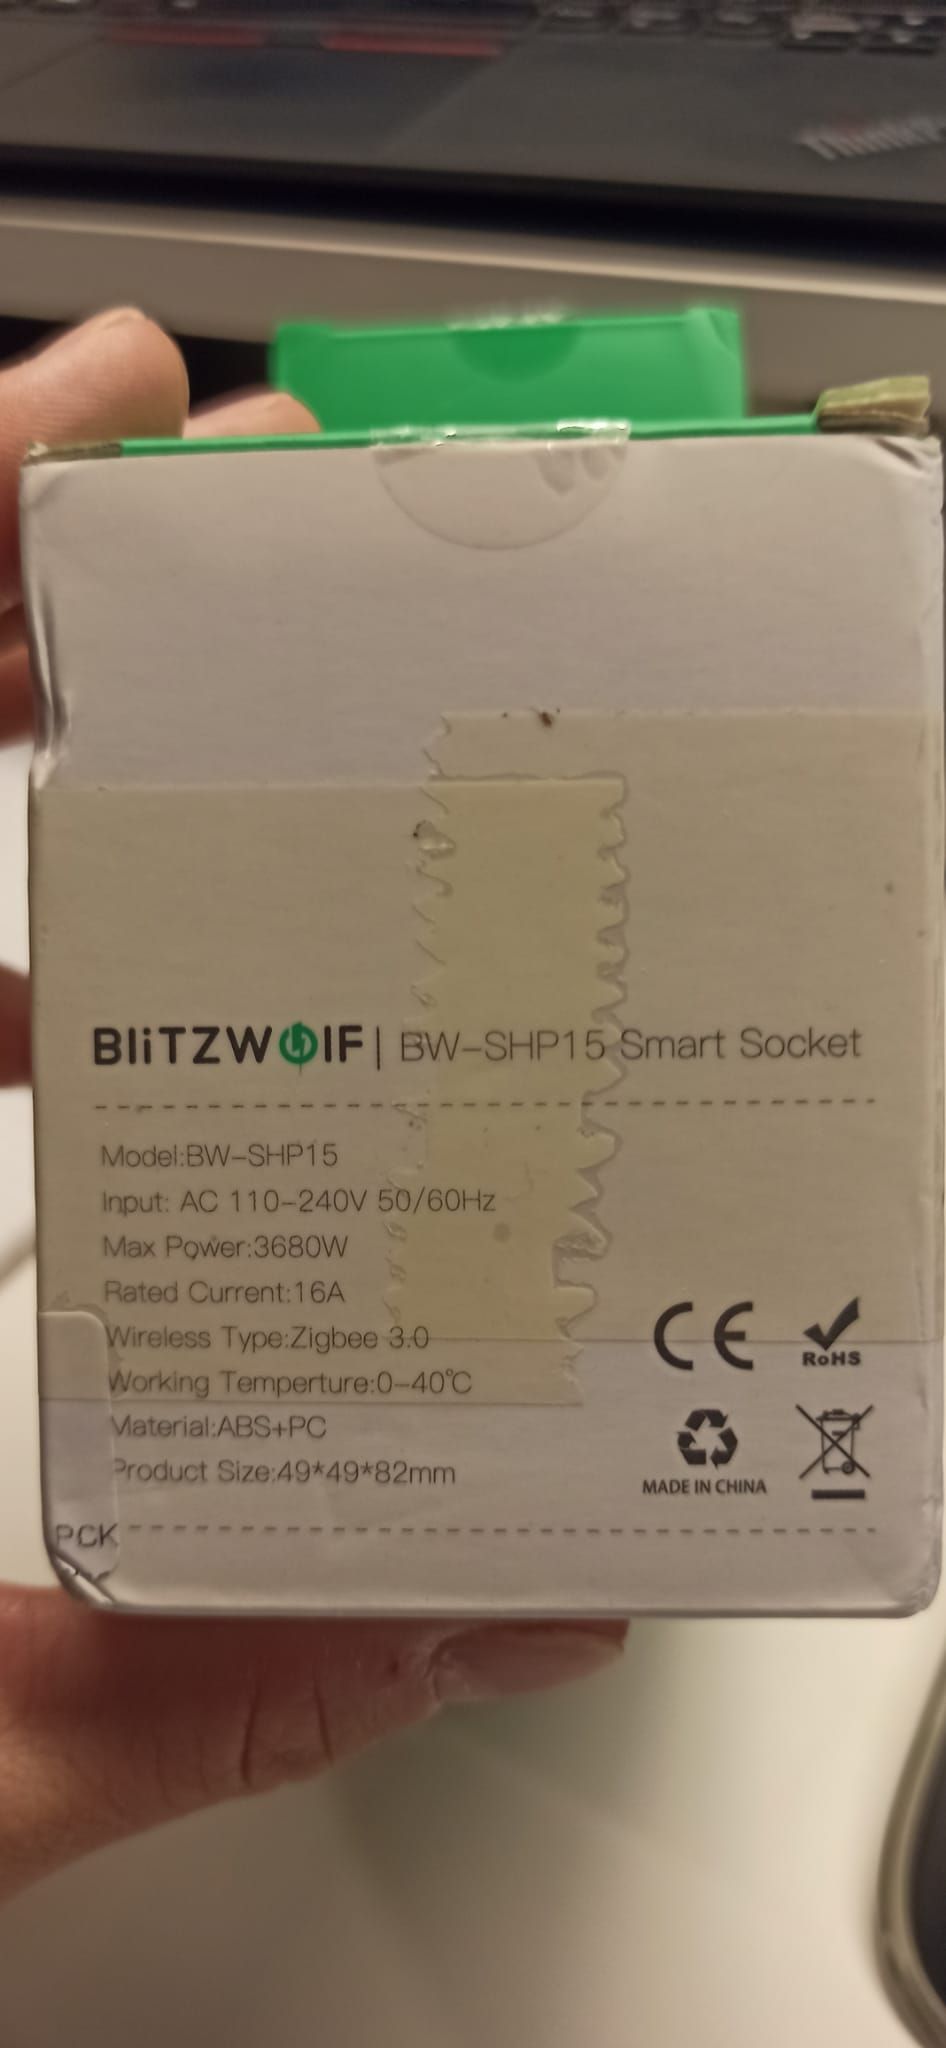 BlitzWolf | BW-SHP15 Smart Socket
Model:BW-SHP15
Input: AC 110-240V 50/60Hz
Max Power:3680W
Rated Current:16A
Wireless Type:Zigbee 3.0
Working Temperture:0-40℃
Material:ABS+PC
Product Size:49*49*82mm
CE
RoHS
MADE IN CHINA
PCK